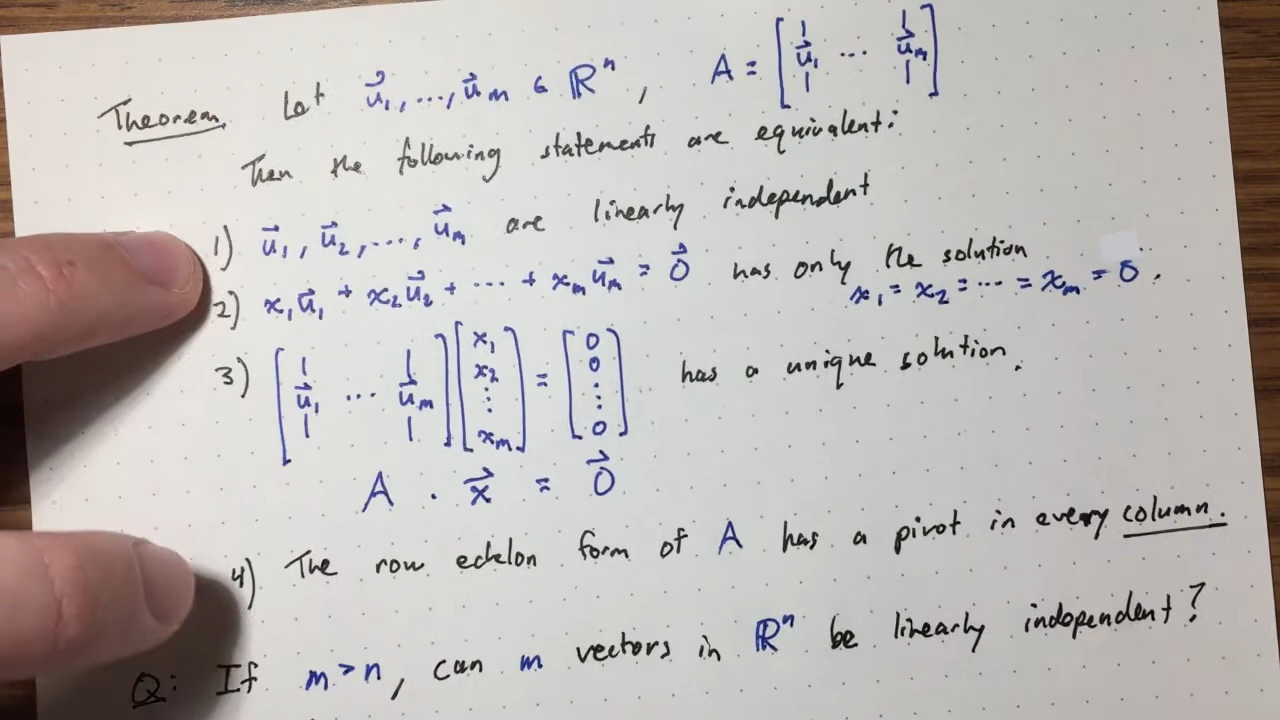 Theorem Let u⃗₁, ..., u⃗ₘ ∈ ℝⁿ, A = [u⃗₁ ... u⃗ₘ]
Then the following statements are equivalent:
1) u⃗₁, u⃗₂, ..., u⃗ₘ are linearly independent
2) x₁u⃗₁ + x₂u⃗₂ + ... + xₘu⃗ₘ = 0⃗ has only the solution
x₁ = x₂ = ... = xₘ = 0.
3) [u⃗₁ ... u⃗ₘ] [x₁ x₂ ⋮ xₘ] = [0 0 ⋮ 0] has a unique solution.
A · x⃗ = 0⃗
4) The row echelon form of A has a pivot in every column.
Q: If m > n, can m vectors in ℝⁿ be linearly independent?